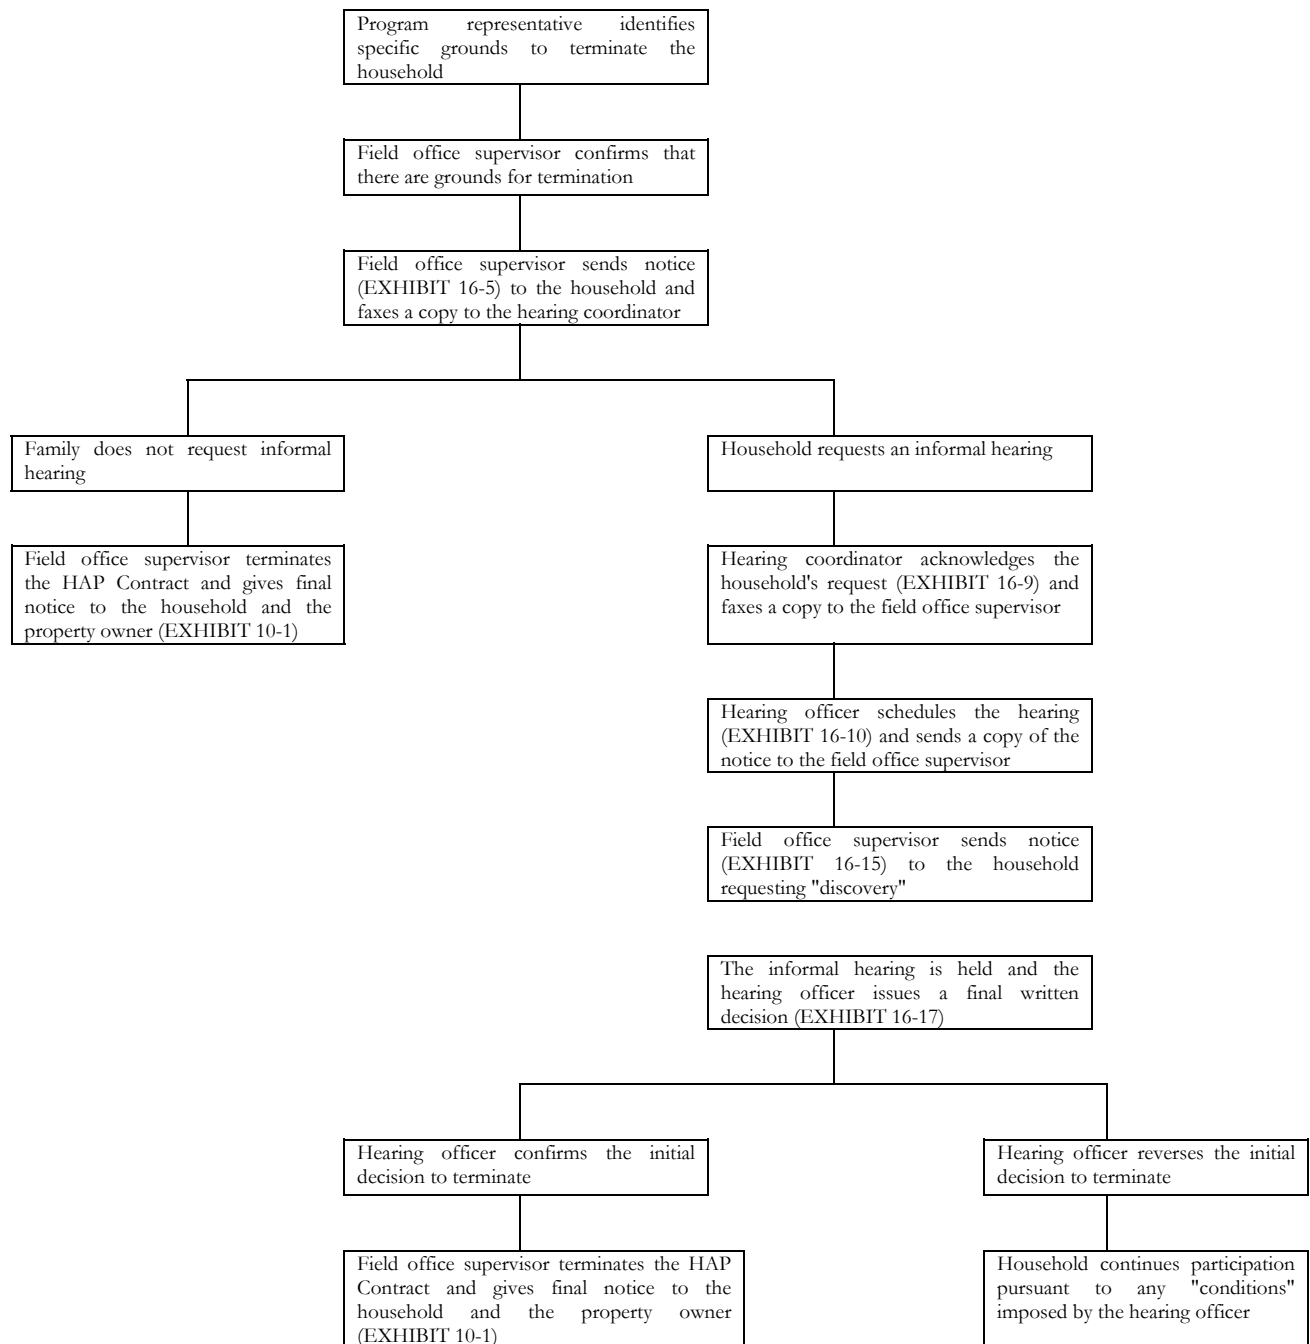 Program representative identifies
specific grounds to terminate the
household
Field office supervisor confirms that
there are grounds for termination
Field office supervisor sends notice
(EXHIBIT 16-5) to the household and
faxes a copy to the hearing coordinator
Family does not request informal
hearing
Household requests an informal hearing
Field office supervisor terminates
the HAP Contract and gives final
notice to the household and the
property owner (EXHIBIT 10-1)
Hearing coordinator acknowledges the
household's request (EXHIBIT 16-9) and
faxes a copy to the field office supervisor
Hearing officer schedules the hearing
(EXHIBIT 16-10) and sends a copy of the
notice to the field office supervisor
Field office supervisor sends notice
(EXHIBIT 16-15) to the household
requesting "discovery"
The informal hearing is held and the
hearing officer issues a final written
decision (EXHIBIT 16-17)
Hearing officer confirms the initial
decision to terminate
Hearing officer reverses the initial
decision to terminate
Field office supervisor terminates the HAP
Contract and gives final notice to the
household and the property owner
(EXHIBIT 10-1)
Household continues participation
pursuant to any "conditions"
imposed by the hearing officer